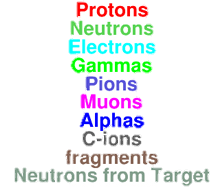 Protons
Neutrons
Electrons
Gammas
Pions
Muons
Alphas
C-ions
fragments
Neutrons from Target